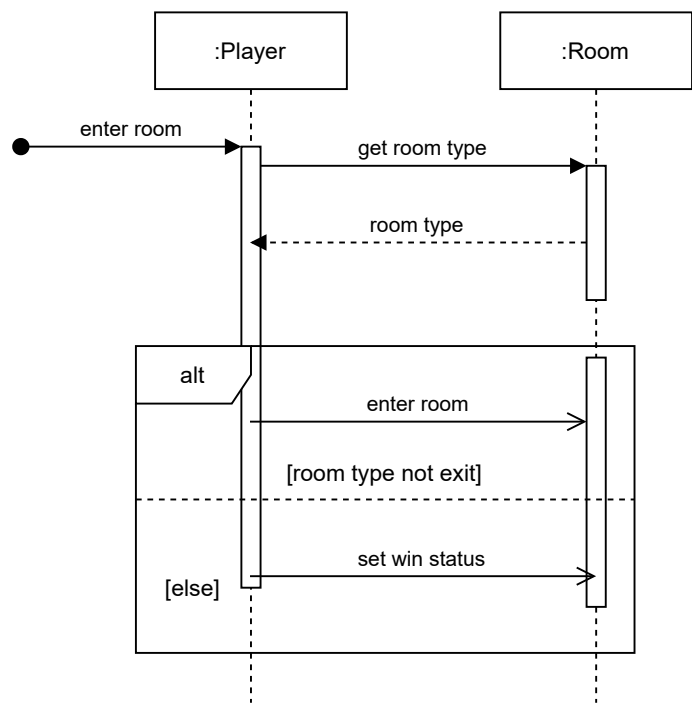 :Player
:Room
enter room
get room type
room type
alt
enter room
[room type not exit]
set win status
[else]